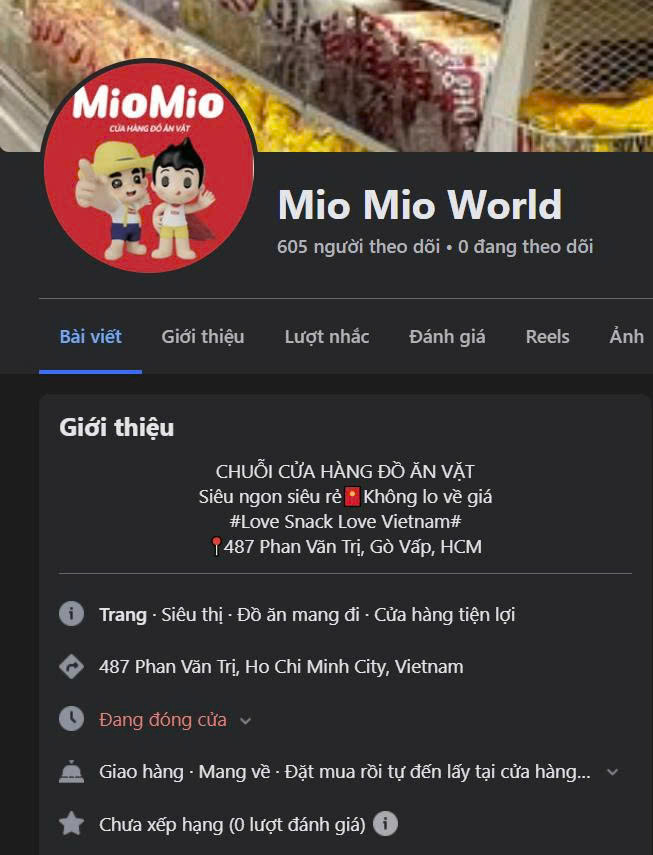 MioMio
CỬA HÀNG ĐỒ ĂN VẶT
Mio Mio World
605 người theo dõi • 0 đang theo dõi
Bài viết Giới thiệu Lượt nhắc Đánh giá Reels Ảnh
Giới thiệu
CHUỖI CỬA HÀNG ĐỒ ĂN VẶT
Siêu ngon siêu rẻ🧧Không lo về giá
#Love Snack Love Vietnam#
📍487 Phan Văn Trị, Gò Vấp, HCM
Trang · Siêu thị · Đồ ăn mang đi · Cửa hàng tiện lợi
487 Phan Văn Trị, Ho Chi Minh City, Vietnam
Đang đóng cửa
Giao hàng · Mang về · Đặt mua rồi tự đến lấy tại cửa hàng...
Chưa xếp hạng (0 lượt đánh giá)